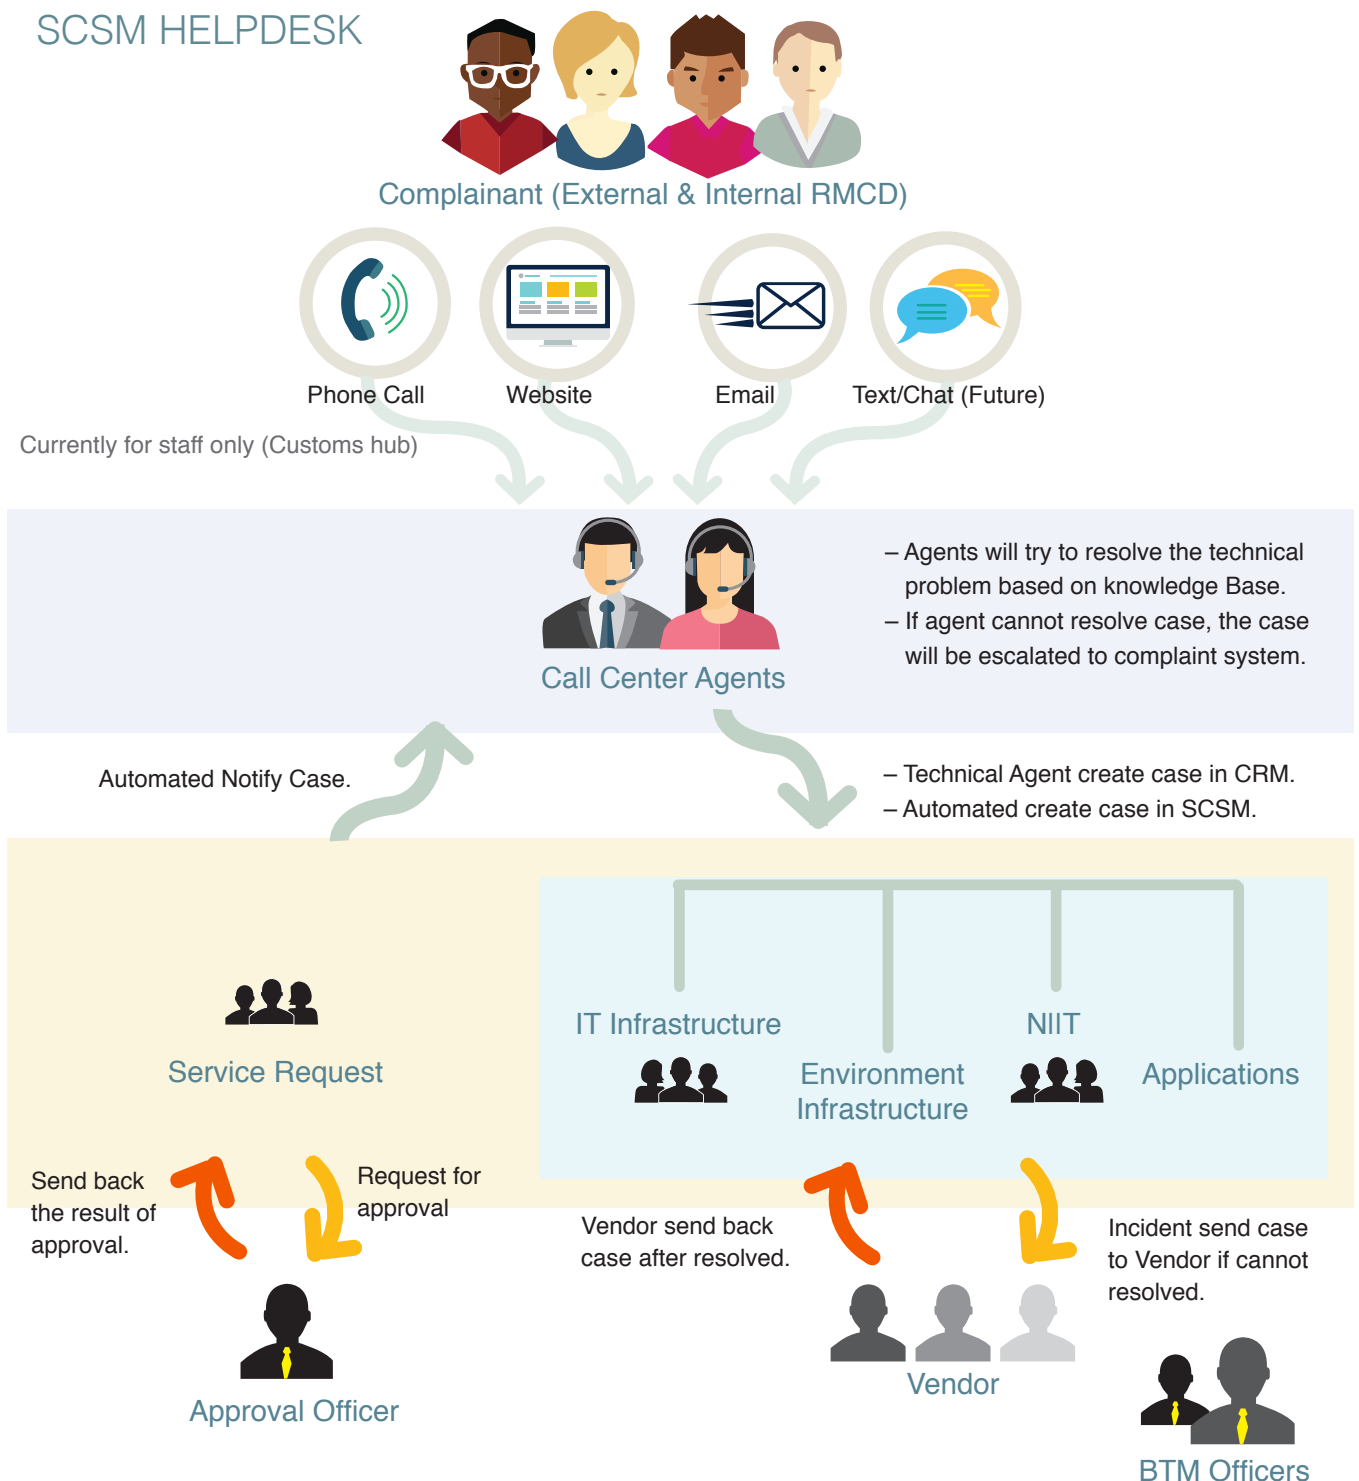 SCSM HELPDESK
Complainant (External & Internal RMCD)
Phone Call
Website
Email
Text/Chat (Future)
Currently for staff only (Customs hub)
– Agents will try to resolve the technical
problem based on knowledge Base.
– If agent cannot resolve case, the case
will be escalated to complaint system.
Call Center Agents
Automated Notify Case.
– Technical Agent create case in CRM.
– Automated create case in SCSM.
Service Request
IT Infrastructure
Environment
Infrastructure
NIIT
Applications
Send back
the result of
approval.
Request for
approval
Vendor send back
case after resolved.
Incident send case
to Vendor if cannot
resolved.
Approval Officer
Vendor
BTM Officers